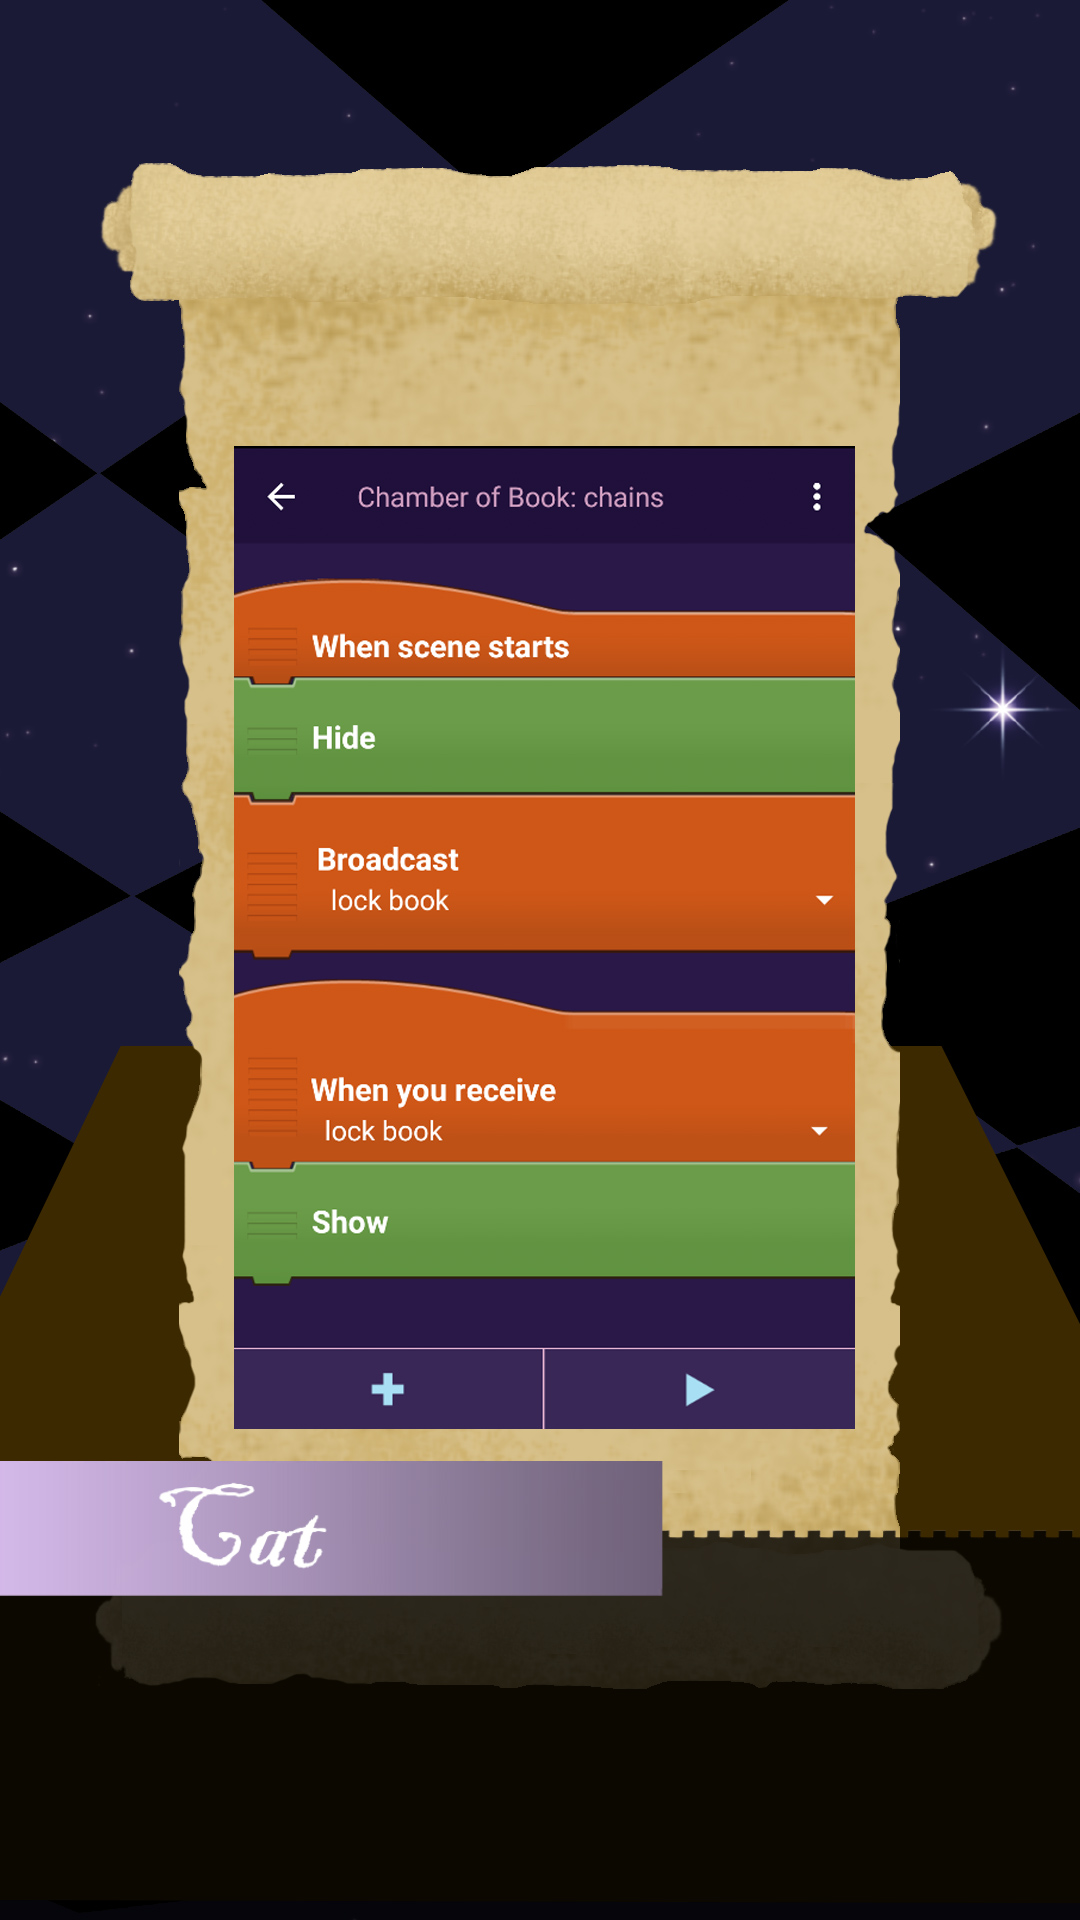 Chamber of Book: chains
When scene starts
Hide
Broadcast
lock book
When you receive
lock book
Show
Cat